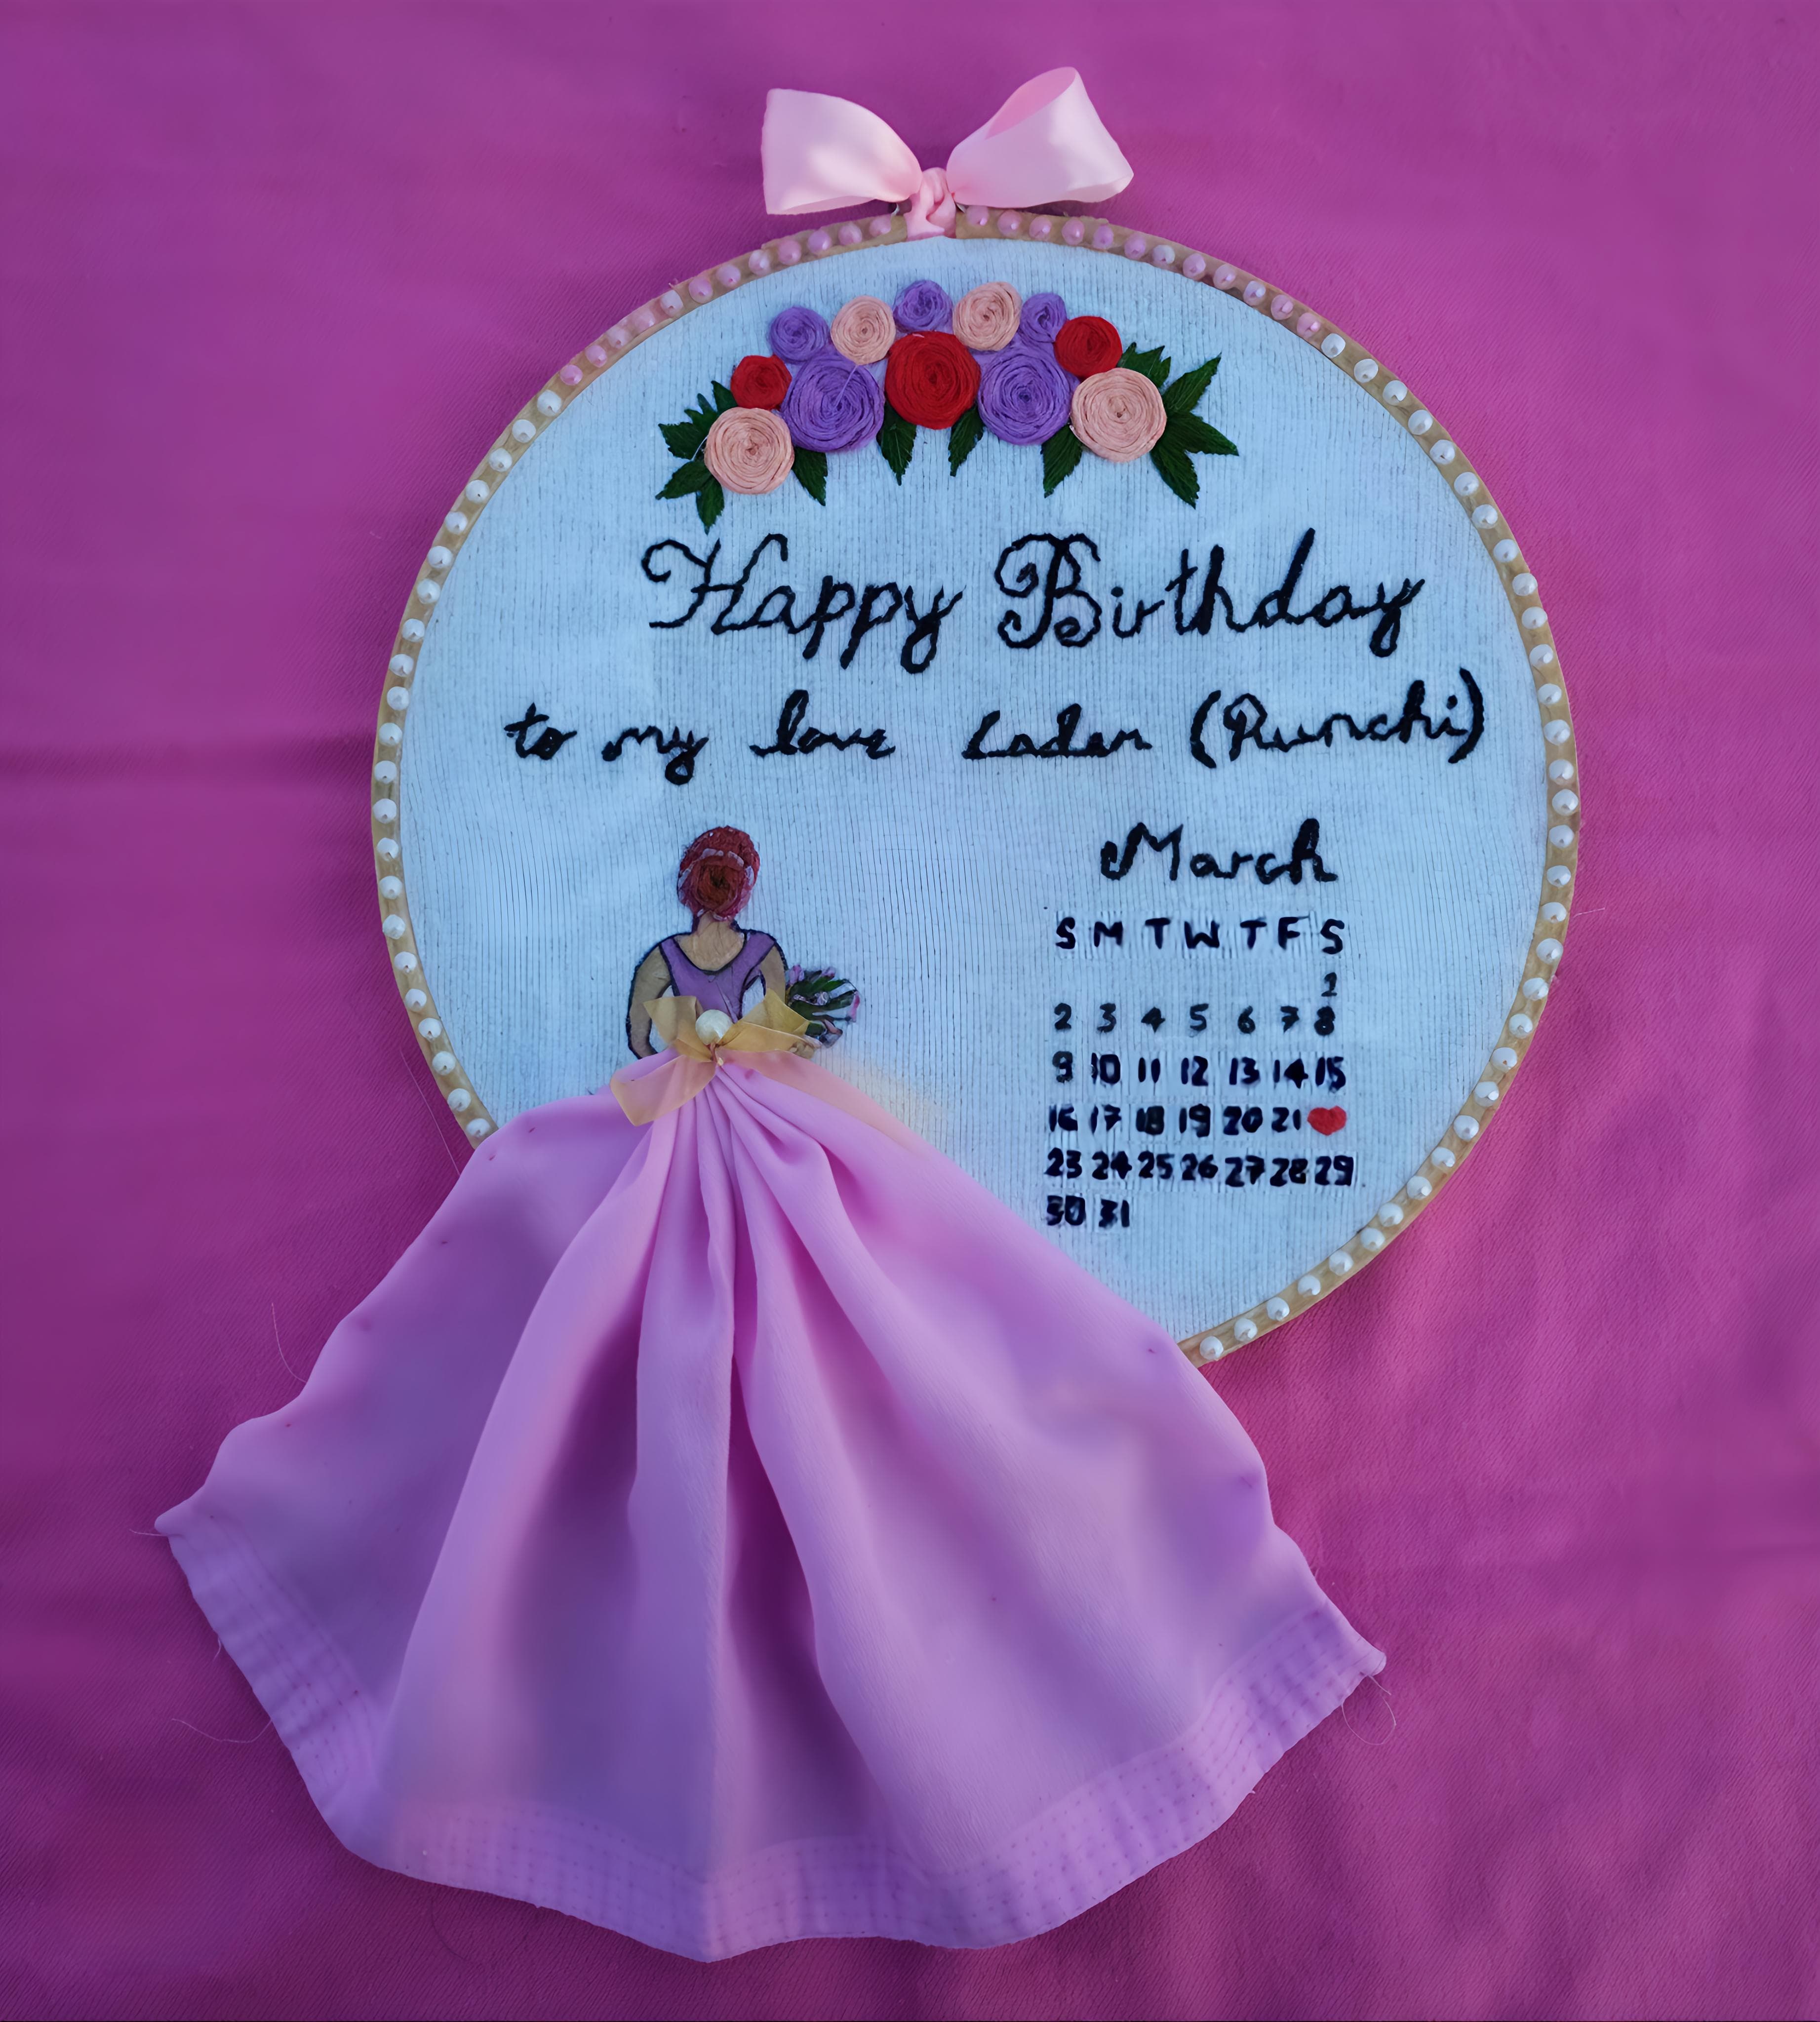 Happy Birthday
to my love Ladan (Runchi)
March
S M T W T F S
1
2 3 4 5 6 7 8
9 10 11 12 13 14 15
16 17 18 19 20 21
23 24 25 26 27 28 29
30 31